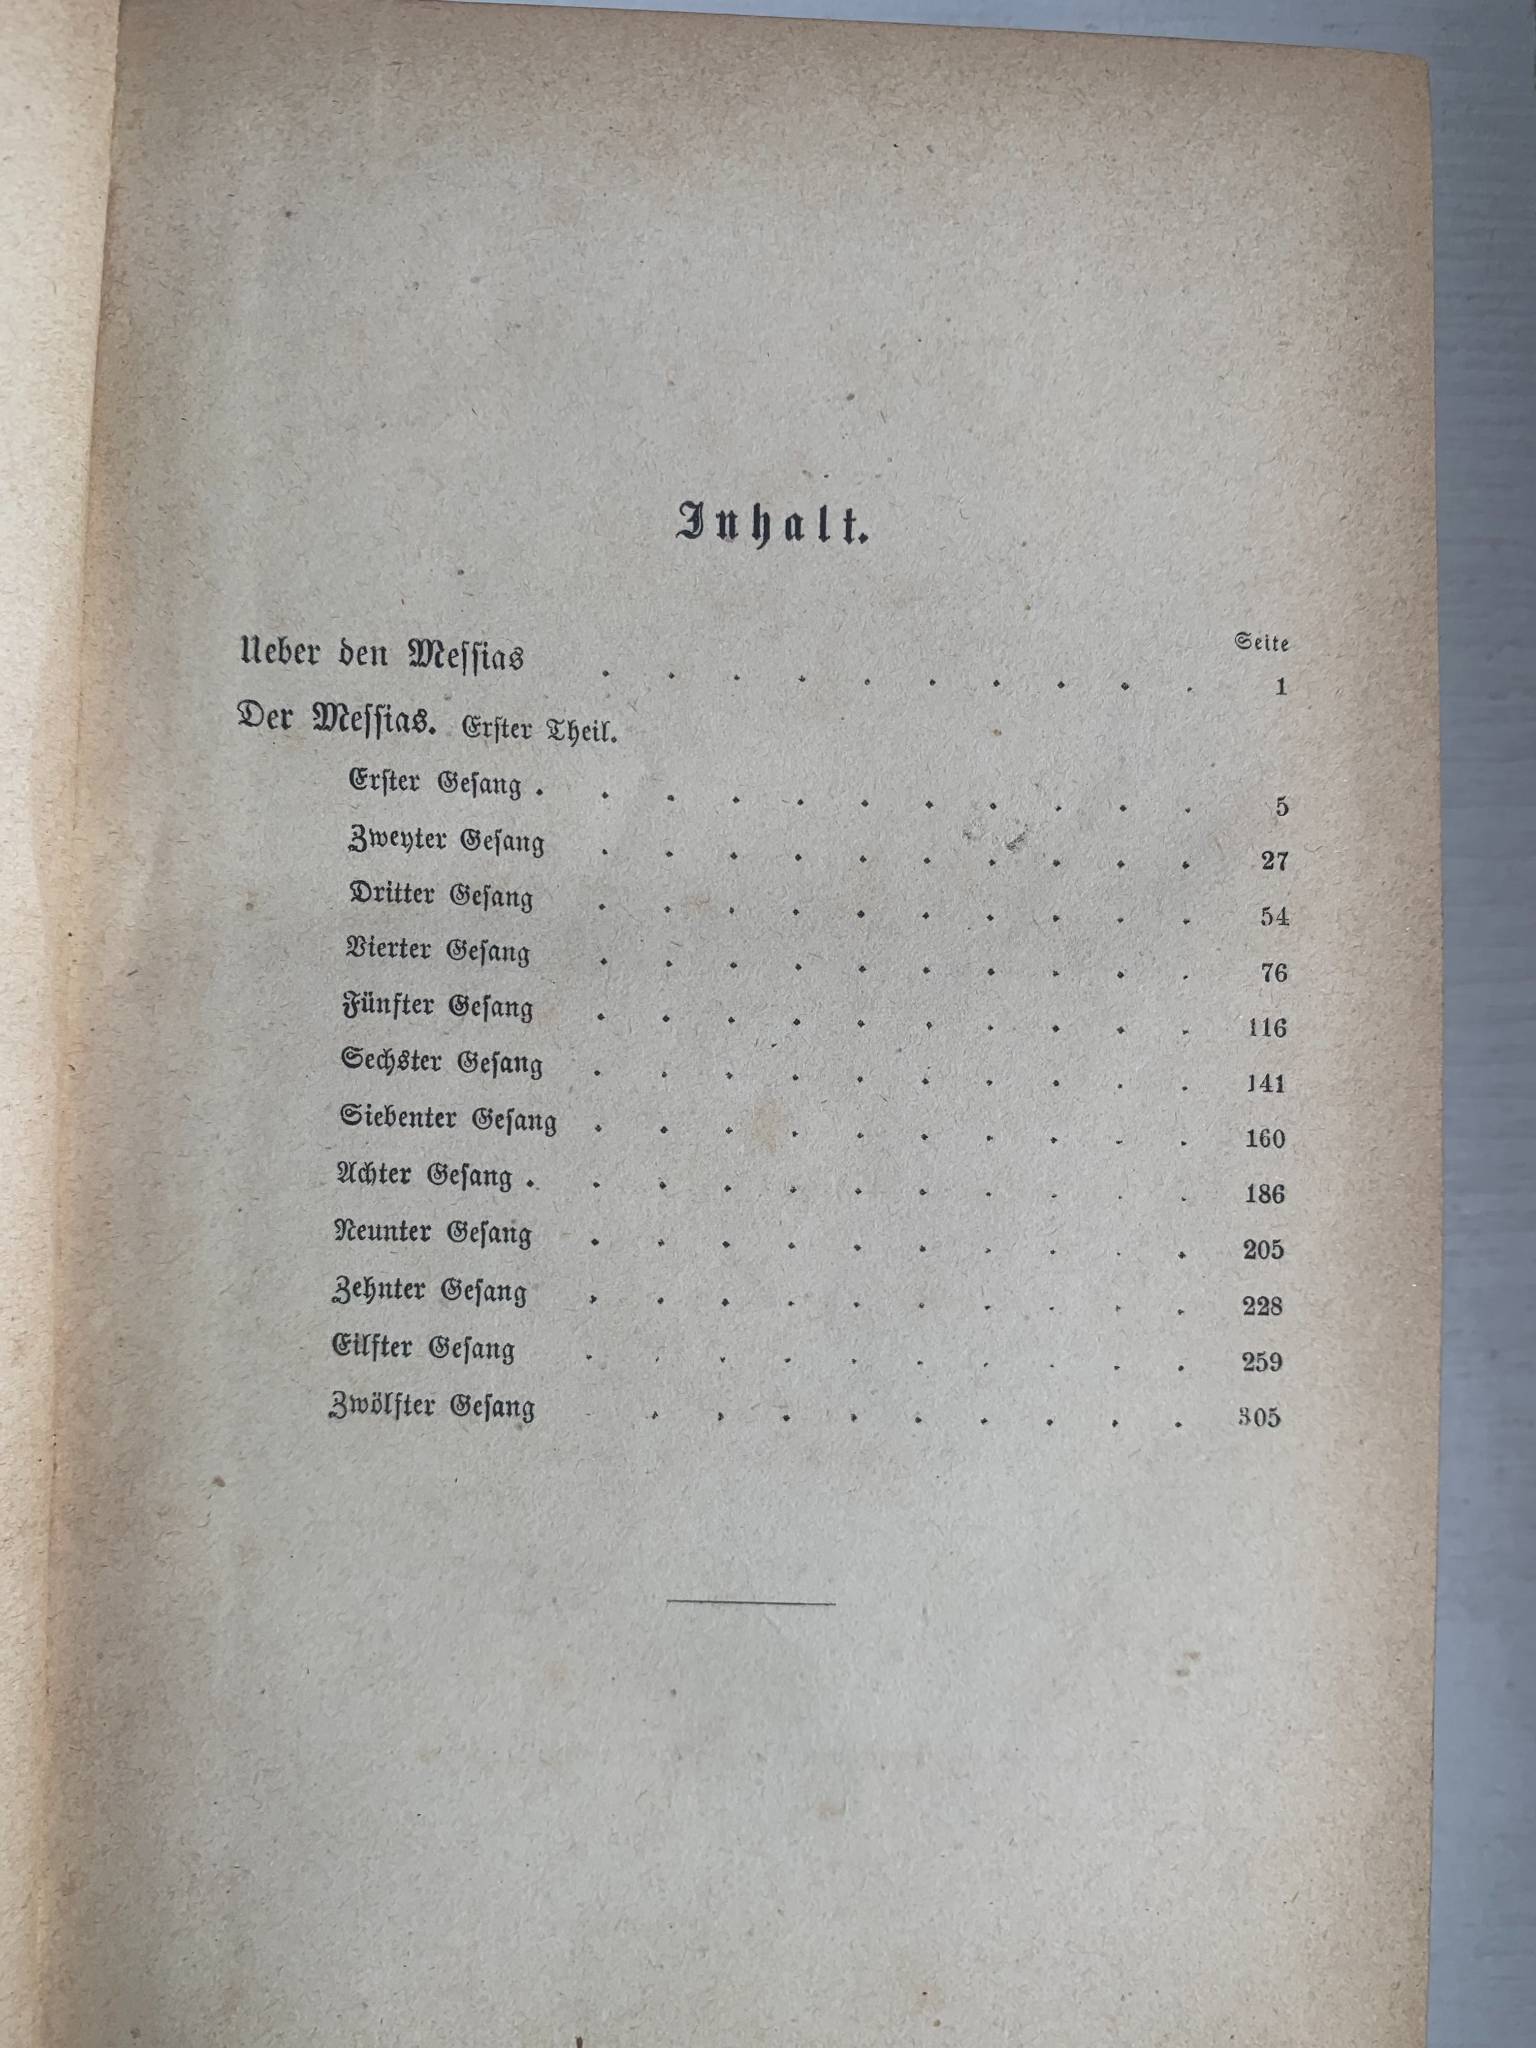 Inhalt.
Seite
Ueber den Messias . . . . . . . . . . 1
Der Messias. Erster Theil.
Erster Gesang . . . . . . . . . . . 5
Zweyter Gesang . . . . . . . . . . 27
Dritter Gesang . . . . . . . . . . 54
Vierter Gesang . . . . . . . . . . 76
Fünfter Gesang . . . . . . . . . . 116
Sechster Gesang . . . . . . . . . . 141
Siebenter Gesang . . . . . . . . . . 160
Achter Gesang . . . . . . . . . . . 186
Neunter Gesang . . . . . . . . . . 205
Zehnter Gesang . . . . . . . . . . 228
Eilfter Gesang . . . . . . . . . . 259
Zwölfter Gesang . . . . . . . . . 305